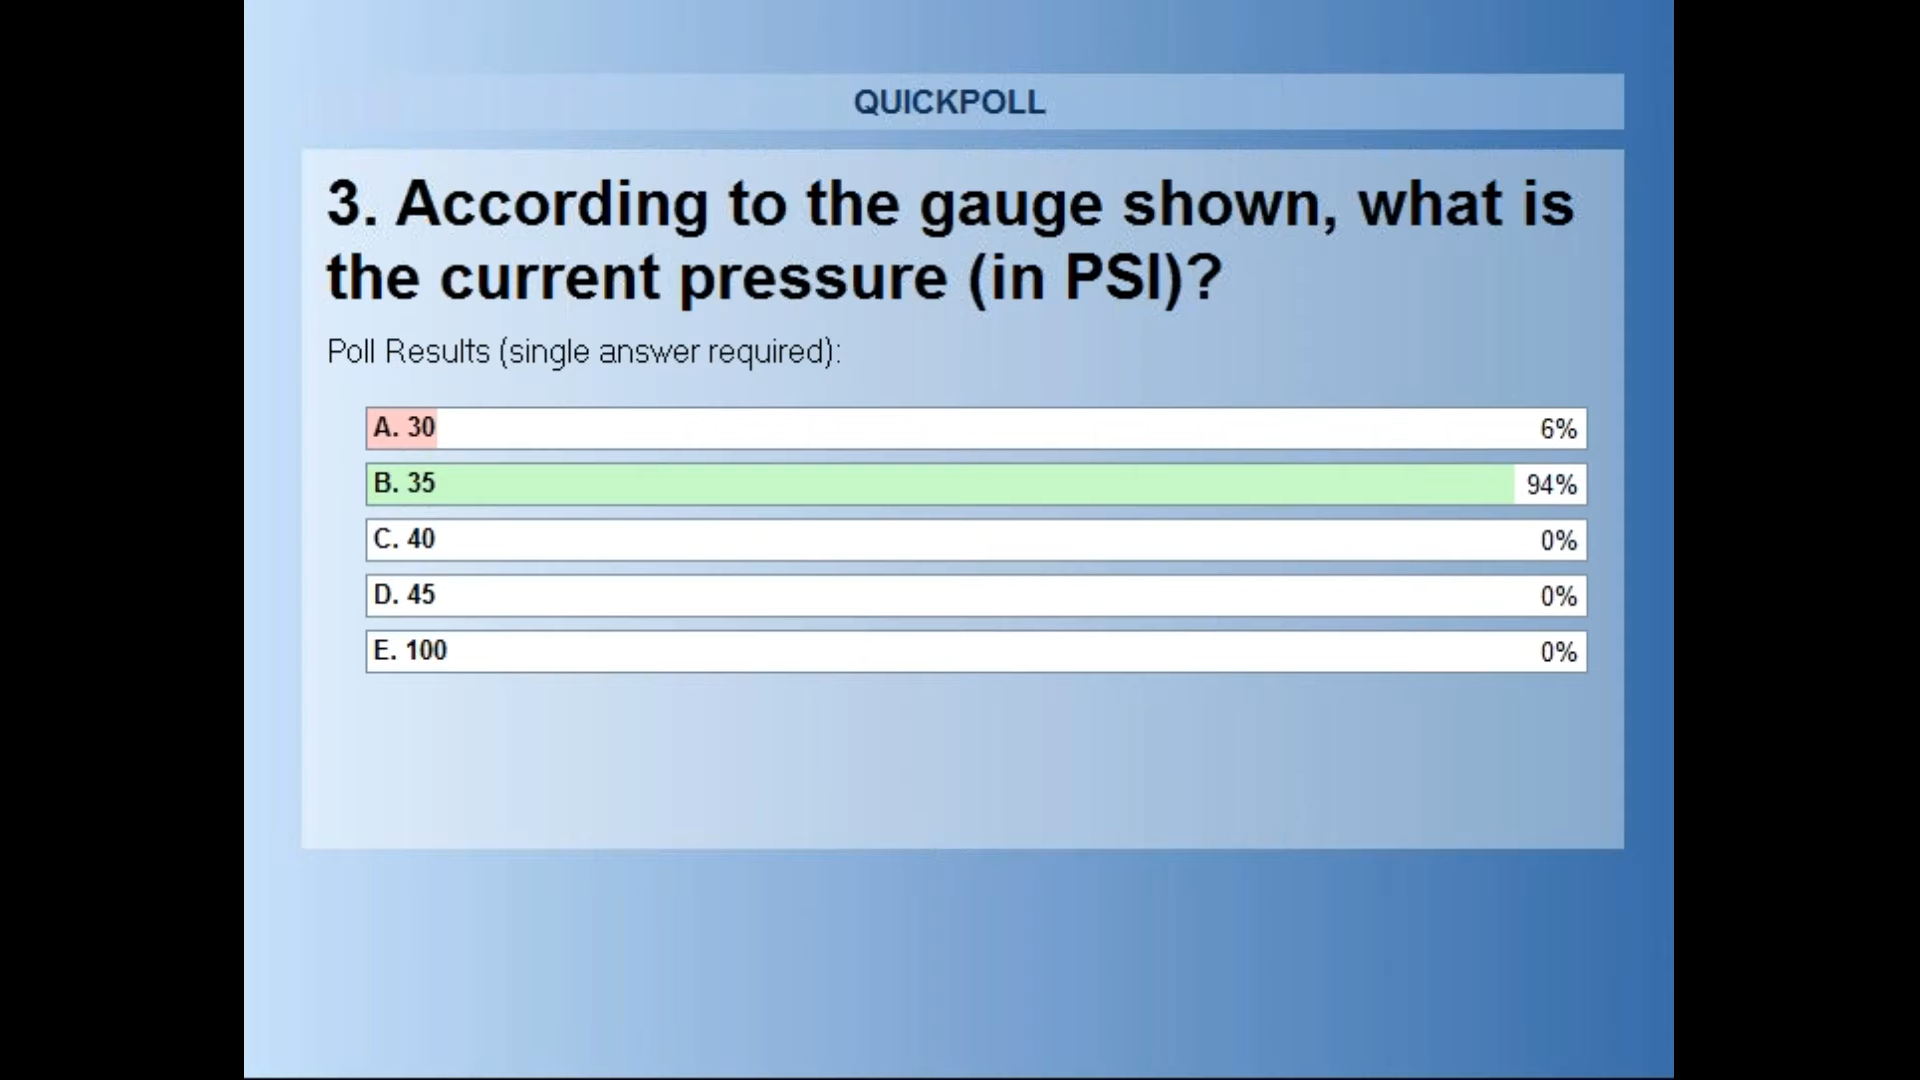 QUICKPOLL
3. According to the gauge shown, what is
the current pressure (in PSI)?
Poll Results (single answer required):
A. 30 6%
B. 35 94%
C. 40 0%
D. 45 0%
E. 100 0%